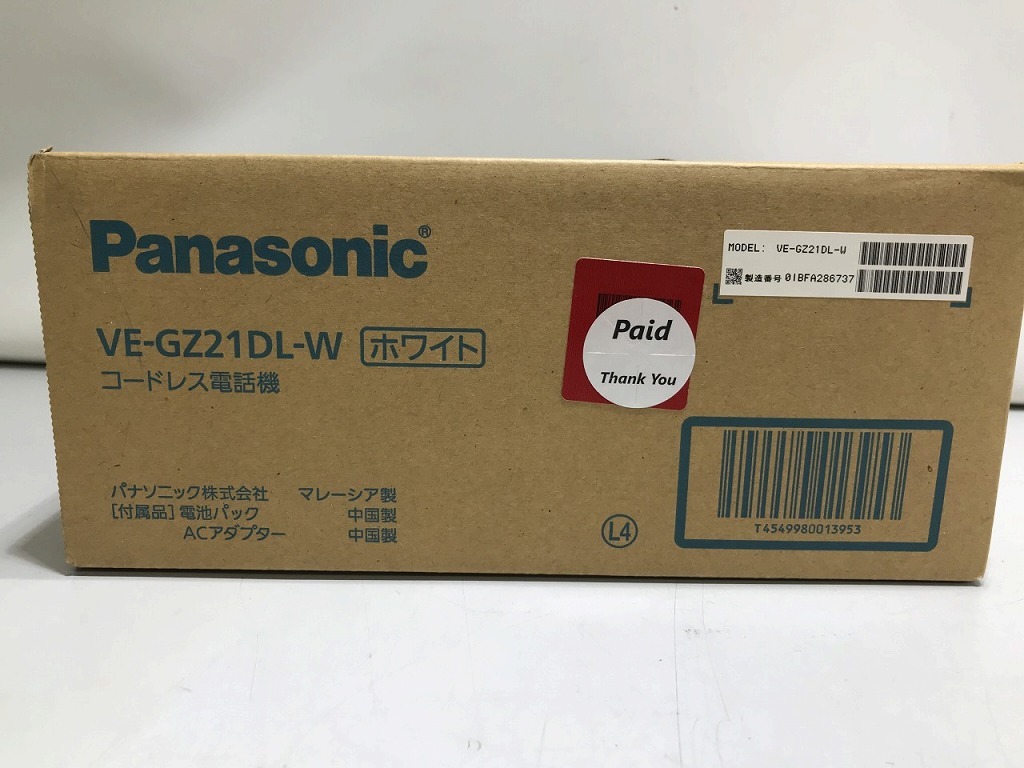 Panasonic®
VE-GZ21DL-W ホワイト
コードレス電話機
パナソニック株式会社 マレーシア製
[付属品] 電池パック 中国製
ACアダプター 中国製
Paid
Thank You
MODEL: VE-GZ21DL-W
製造番号 0IBFA286737
L4
T4549980013953